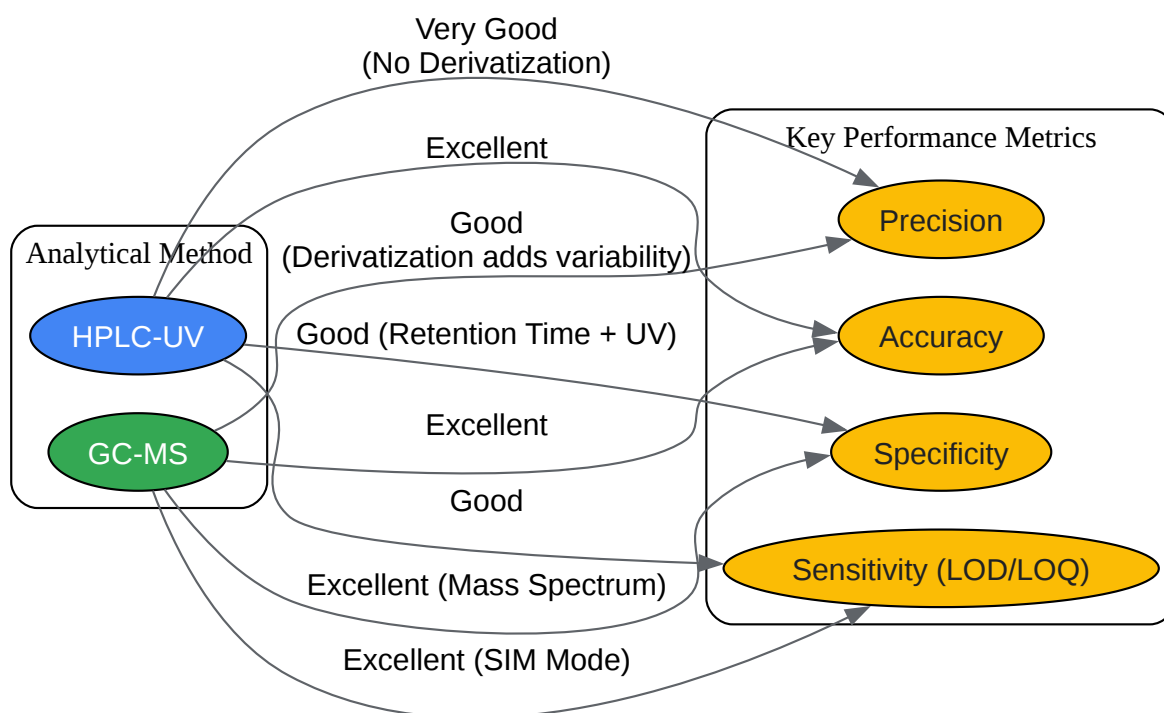 Very Good
(No Derivatization)
Key Performance Metrics
Excellent
Precision
Good
(Derivatization adds variability)
Analytical Method
HPLC-UV
Good (Retention Time + UV)
Accuracy
Excellent
GC-MS
Specificity
Good
Sensitivity (LOD/LOQ)
Excellent (Mass Spectrum)
Excellent (SIM Mode)